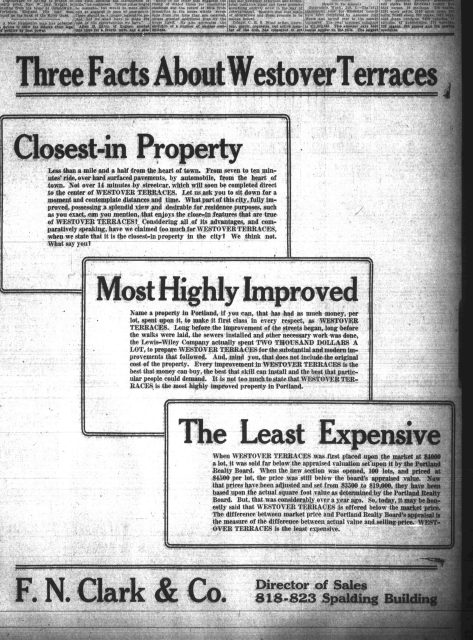 Three Facts About Westover Terraces
Closest-in Property
Less than a mile and a half from the heart of town. From seven to ten min-
utes' ride, over hard surfaced pavements, by automobile, from the heart of
town. Not over 14 minutes by streetcar, which will soon be completed direct
to the center of WESTOVER TERRACES. Let us ask you to sit down for a
moment and contemplate distances and time. What part of this city, fully im-
proved, possessing a splendid view and desirable for residence purposes, such
as you exact, can you mention, that enjoys the close-in features that are true
of WESTOVER TERRACES? Considering all of its advantages, and com-
paratively speaking, have we claimed too much for WESTOVER TERRACES,
when we state that it is the closest-in property in the city? We think not.
What say you?
Most Highly Improved
Name a property in Portland, if you can, that has had as much money, per
lot, spent upon it, to make it first class in every respect, as WESTOVER
TERRACES. Long before the improvement of the streets began, long before
the walks were laid, the sewers installed and other necessary work was done,
the Lewis-Wiley Company actually spent TWO THOUSAND DOLLARS A
LOT, to prepare WESTOVER TERRACES for the substantial and modern im-
provements that followed. And, mind you, that does not include the original
cost of the property. Every improvement in WESTOVER TERRACES is the
best that money can buy, the best that skill can install and the best that partic-
ular people could demand. It is not too much to state that WESTOVER TER-
RACES is the most highly improved property in Portland.
The Least Expensive
When WESTOVER TERRACES was first placed upon the market at $4000
a lot, it was sold far below the appraised valuation set upon it by the Portland
Realty Board. When the new section was opened, 100 lots, and priced at
$4500 per lot, the price was still below the board's appraised value. Now
that prices have been adjusted and set from $3500 to $19,000, they have been
based upon the actual square foot value as determined by the Portland Realty
Board. But, that was considerably over a year ago. So, today, it may be hon-
estly said that WESTOVER TERRACES is offered below the market price.
The difference between market price and Portland Realty Board's appraisal is
the measure of the difference between actual value and selling price. WEST-
OVER TERRACES is the least expensive.
F. N. Clark & Co.
Director of Sales
818-823 Spalding Building